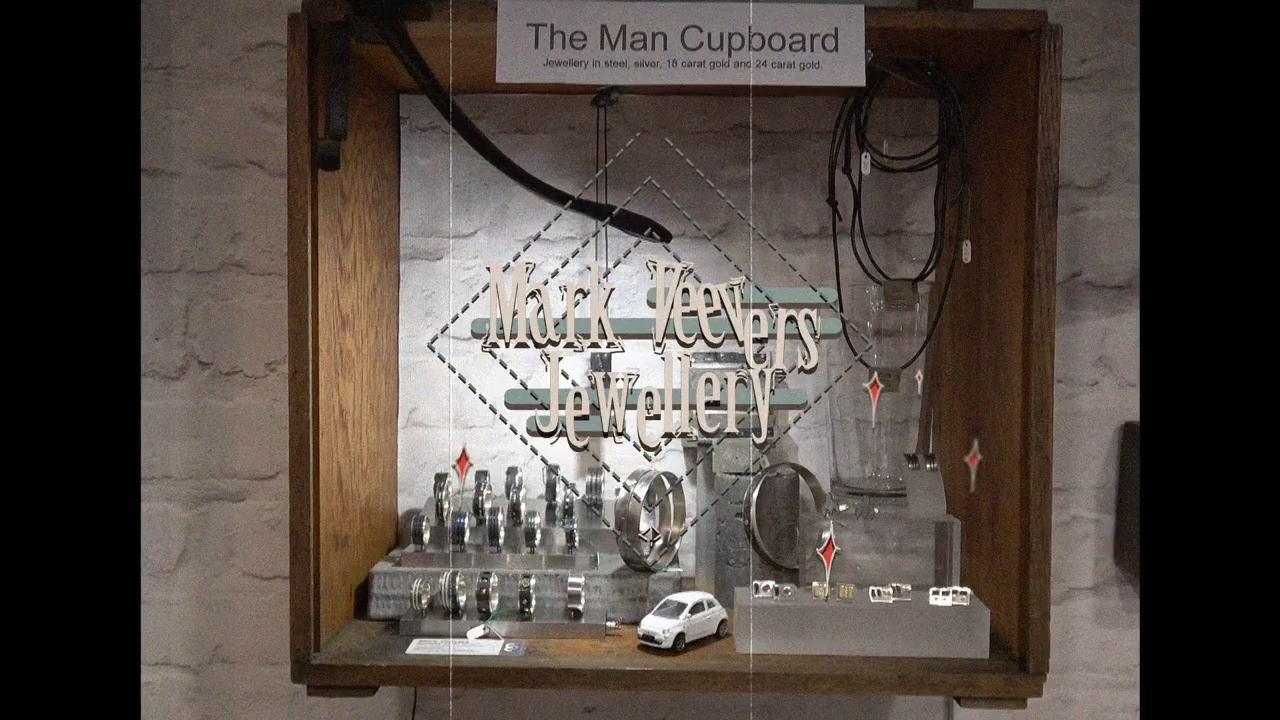 The Man Cupboard
Jewellery in steel, silver, 18 carat gold and 24 carat gold.
Mark Veevers
Jewellery